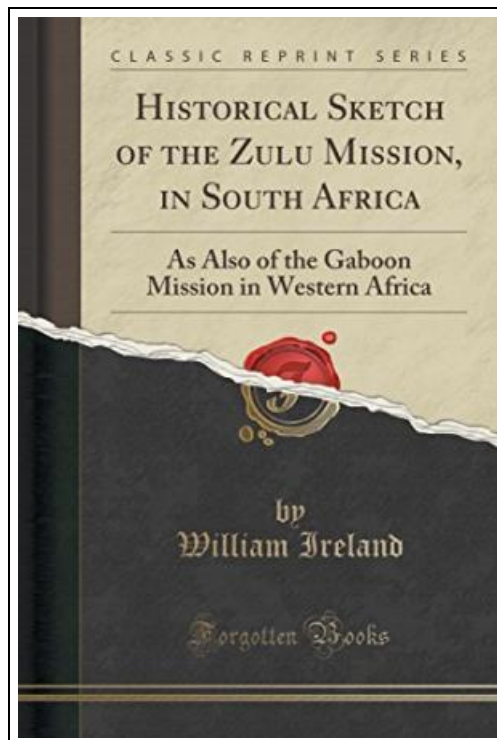 CLASSIC REPRINT SERIES
HISTORICAL SKETCH
OF THE ZULU MISSION,
IN SOUTH AFRICA
As Also of the Gaboon
Mission in Western Africa
by
William Ireland
Forgotten Books